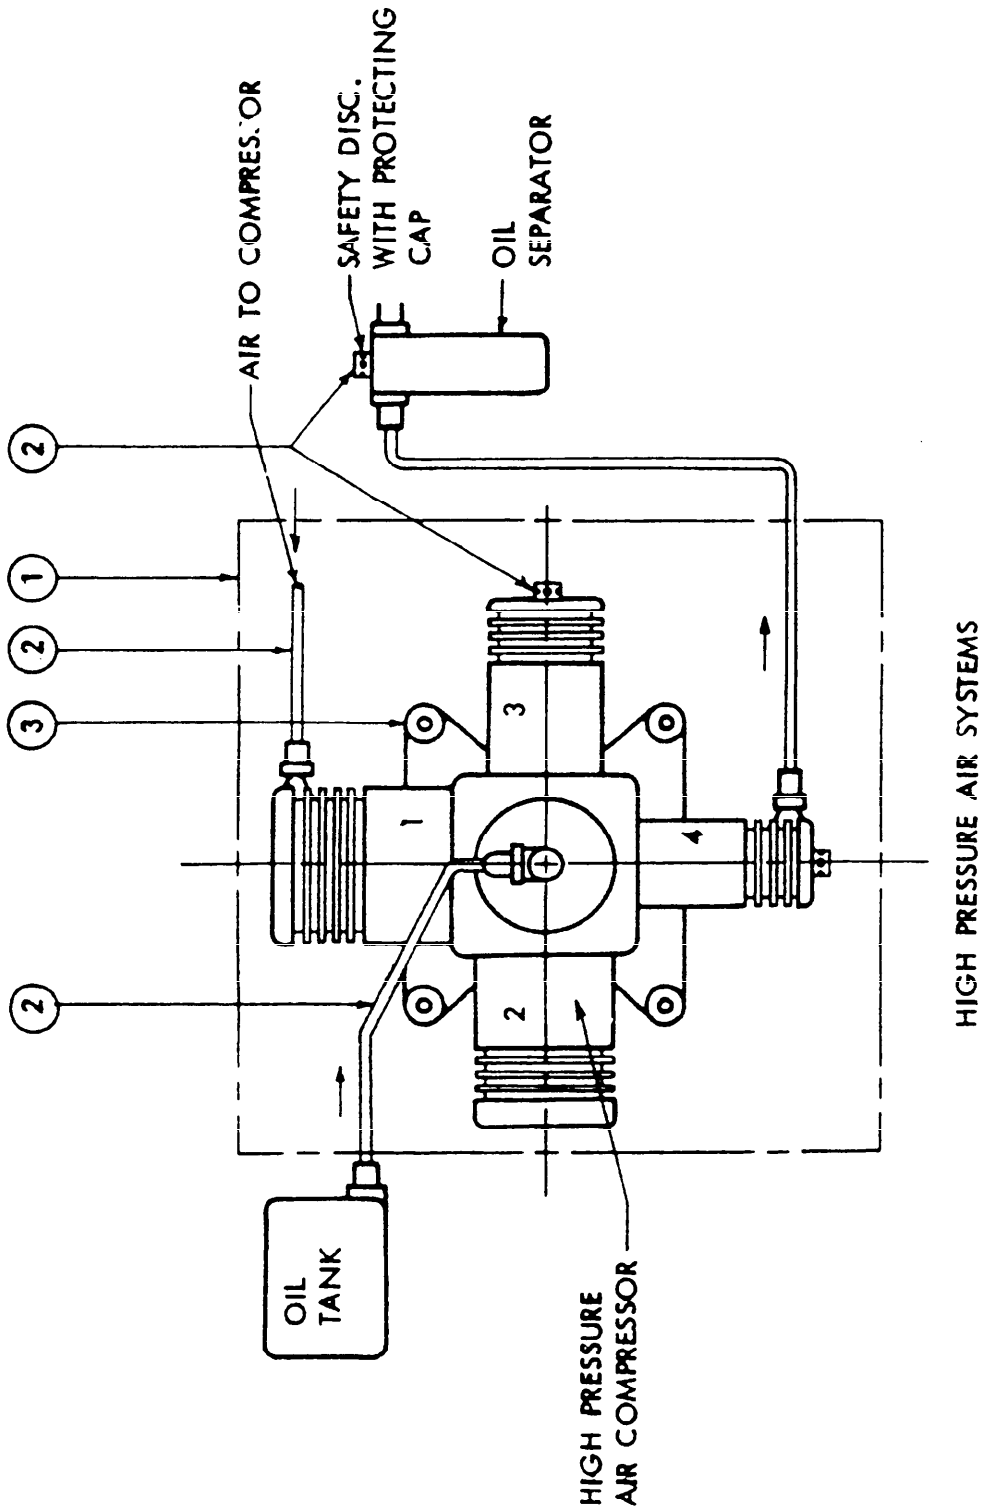 2
1
2
3
2
AIR TO COMPRES.OR
SAFETY DISC.
WITH PROTECTING
CAP
OIL
SEPARATOR
1
2
3
4
OIL
TANK
HIGH PRESSURE
AIR COMPRESSOR
HIGH PRESSURE AIR SYSTEMS